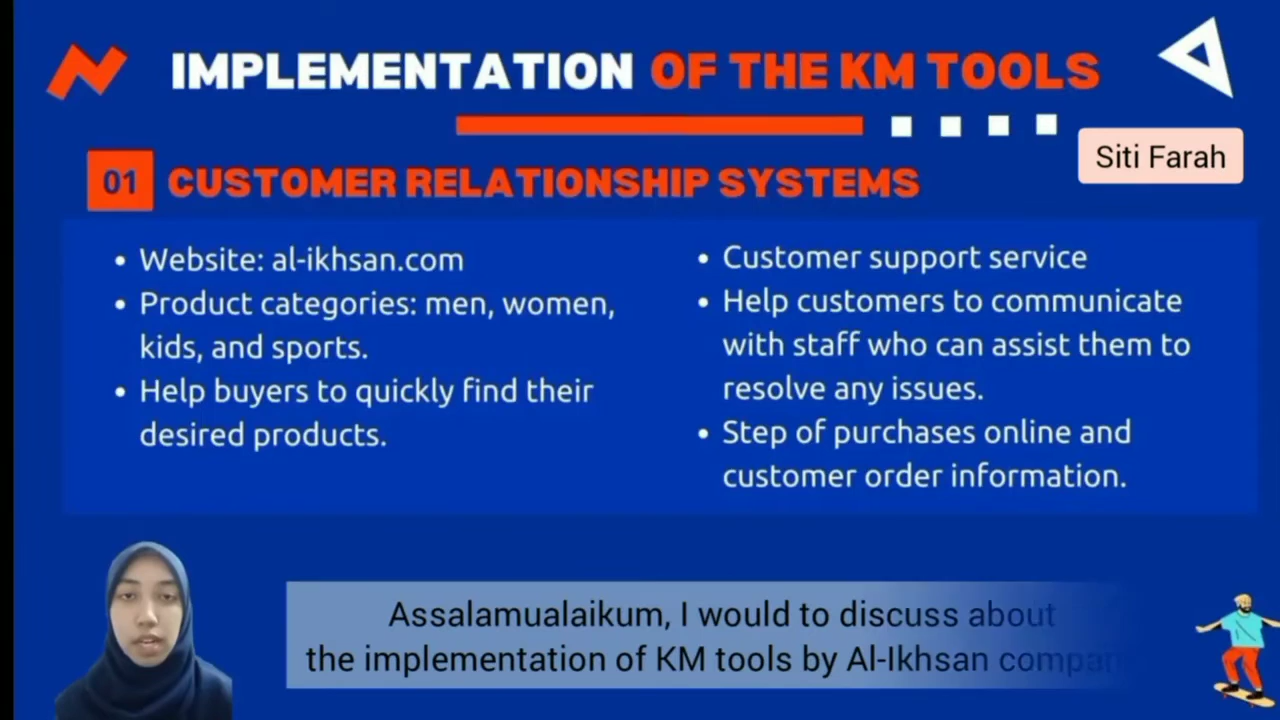 IMPLEMENTATION OF THE KM TOOLS
Siti Farah
01 CUSTOMER RELATIONSHIP SYSTEMS
• Website: al-ikhsan.com
• Product categories: men, women,
kids, and sports.
• Help buyers to quickly find their
desired products.
• Customer support service
• Help customers to communicate
with staff who can assist them to
resolve any issues.
• Step of purchases online and
customer order information.
Assalamualaikum, I would to discuss about
the implementation of KM tools by Al-Ikhsan